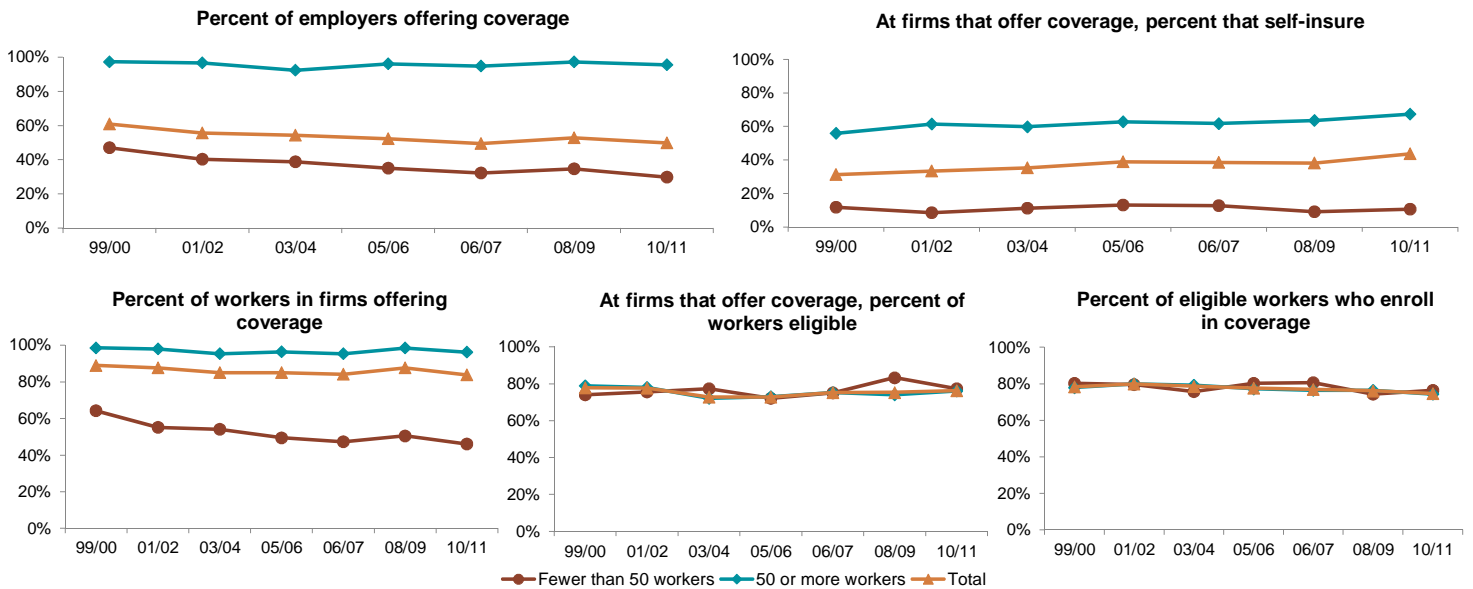 Percent of employers offering coverage
100%
80%
60%
40%
20%
0%
99/00 01/02 03/04 05/06 06/07 08/09 10/11
At firms that offer coverage, percent that self-insure
100%
80%
60%
40%
20%
0%
99/00 01/02 03/04 05/06 06/07 08/09 10/11
Percent of workers in firms offering
coverage
100%
80%
60%
40%
20%
0%
99/00 01/02 03/04 05/06 06/07 08/09 10/11
At firms that offer coverage, percent of
workers eligible
100%
80%
60%
40%
20%
0%
99/00 01/02 03/04 05/06 06/07 08/09 10/11
Percent of eligible workers who enroll
in coverage
100%
80%
60%
40%
20%
0%
99/00 01/02 03/04 05/06 06/07 08/09 10/11
Fewer than 50 workers 50 or more workers Total